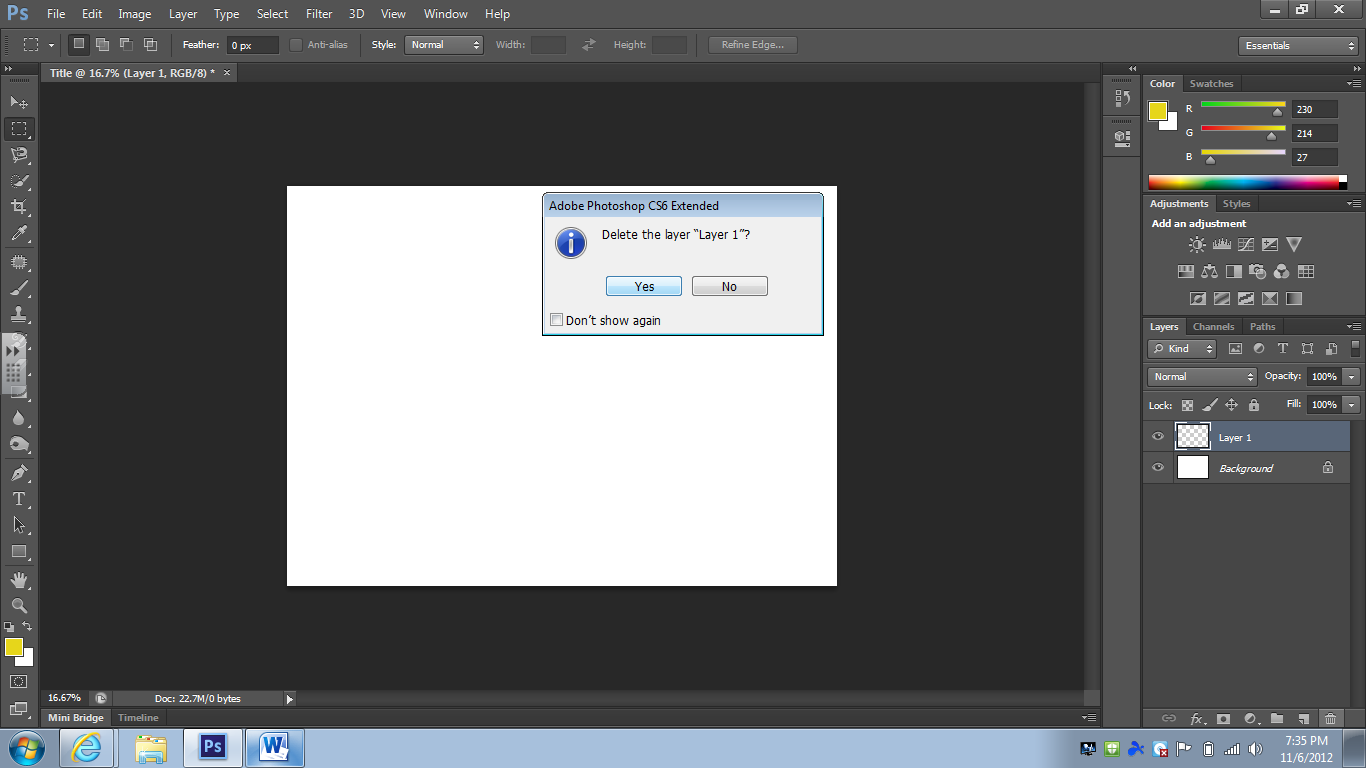 Ps File Edit Image Layer Type Select Filter 3D View Window Help
Feather: 0 px Anti-alias Style: Normal Width: Height: Refine Edge... Essentials
Title @ 16.7% (Layer 1, RGB/8) * ×
Color Swatches
R 230
G 214
B 27
Adjustments Styles
Add an adjustment
Adobe Photoshop CS6 Extended
Delete the layer “Layer 1”?
Yes No
Don’t show again
Layers Channels Paths
Kind
Normal Opacity: 100%
Lock: Fill: 100%
Layer 1
Background
16.67% Doc: 22.7M/0 bytes
Mini Bridge Timeline
fx
Ps W
7:35 PM
11/6/2012